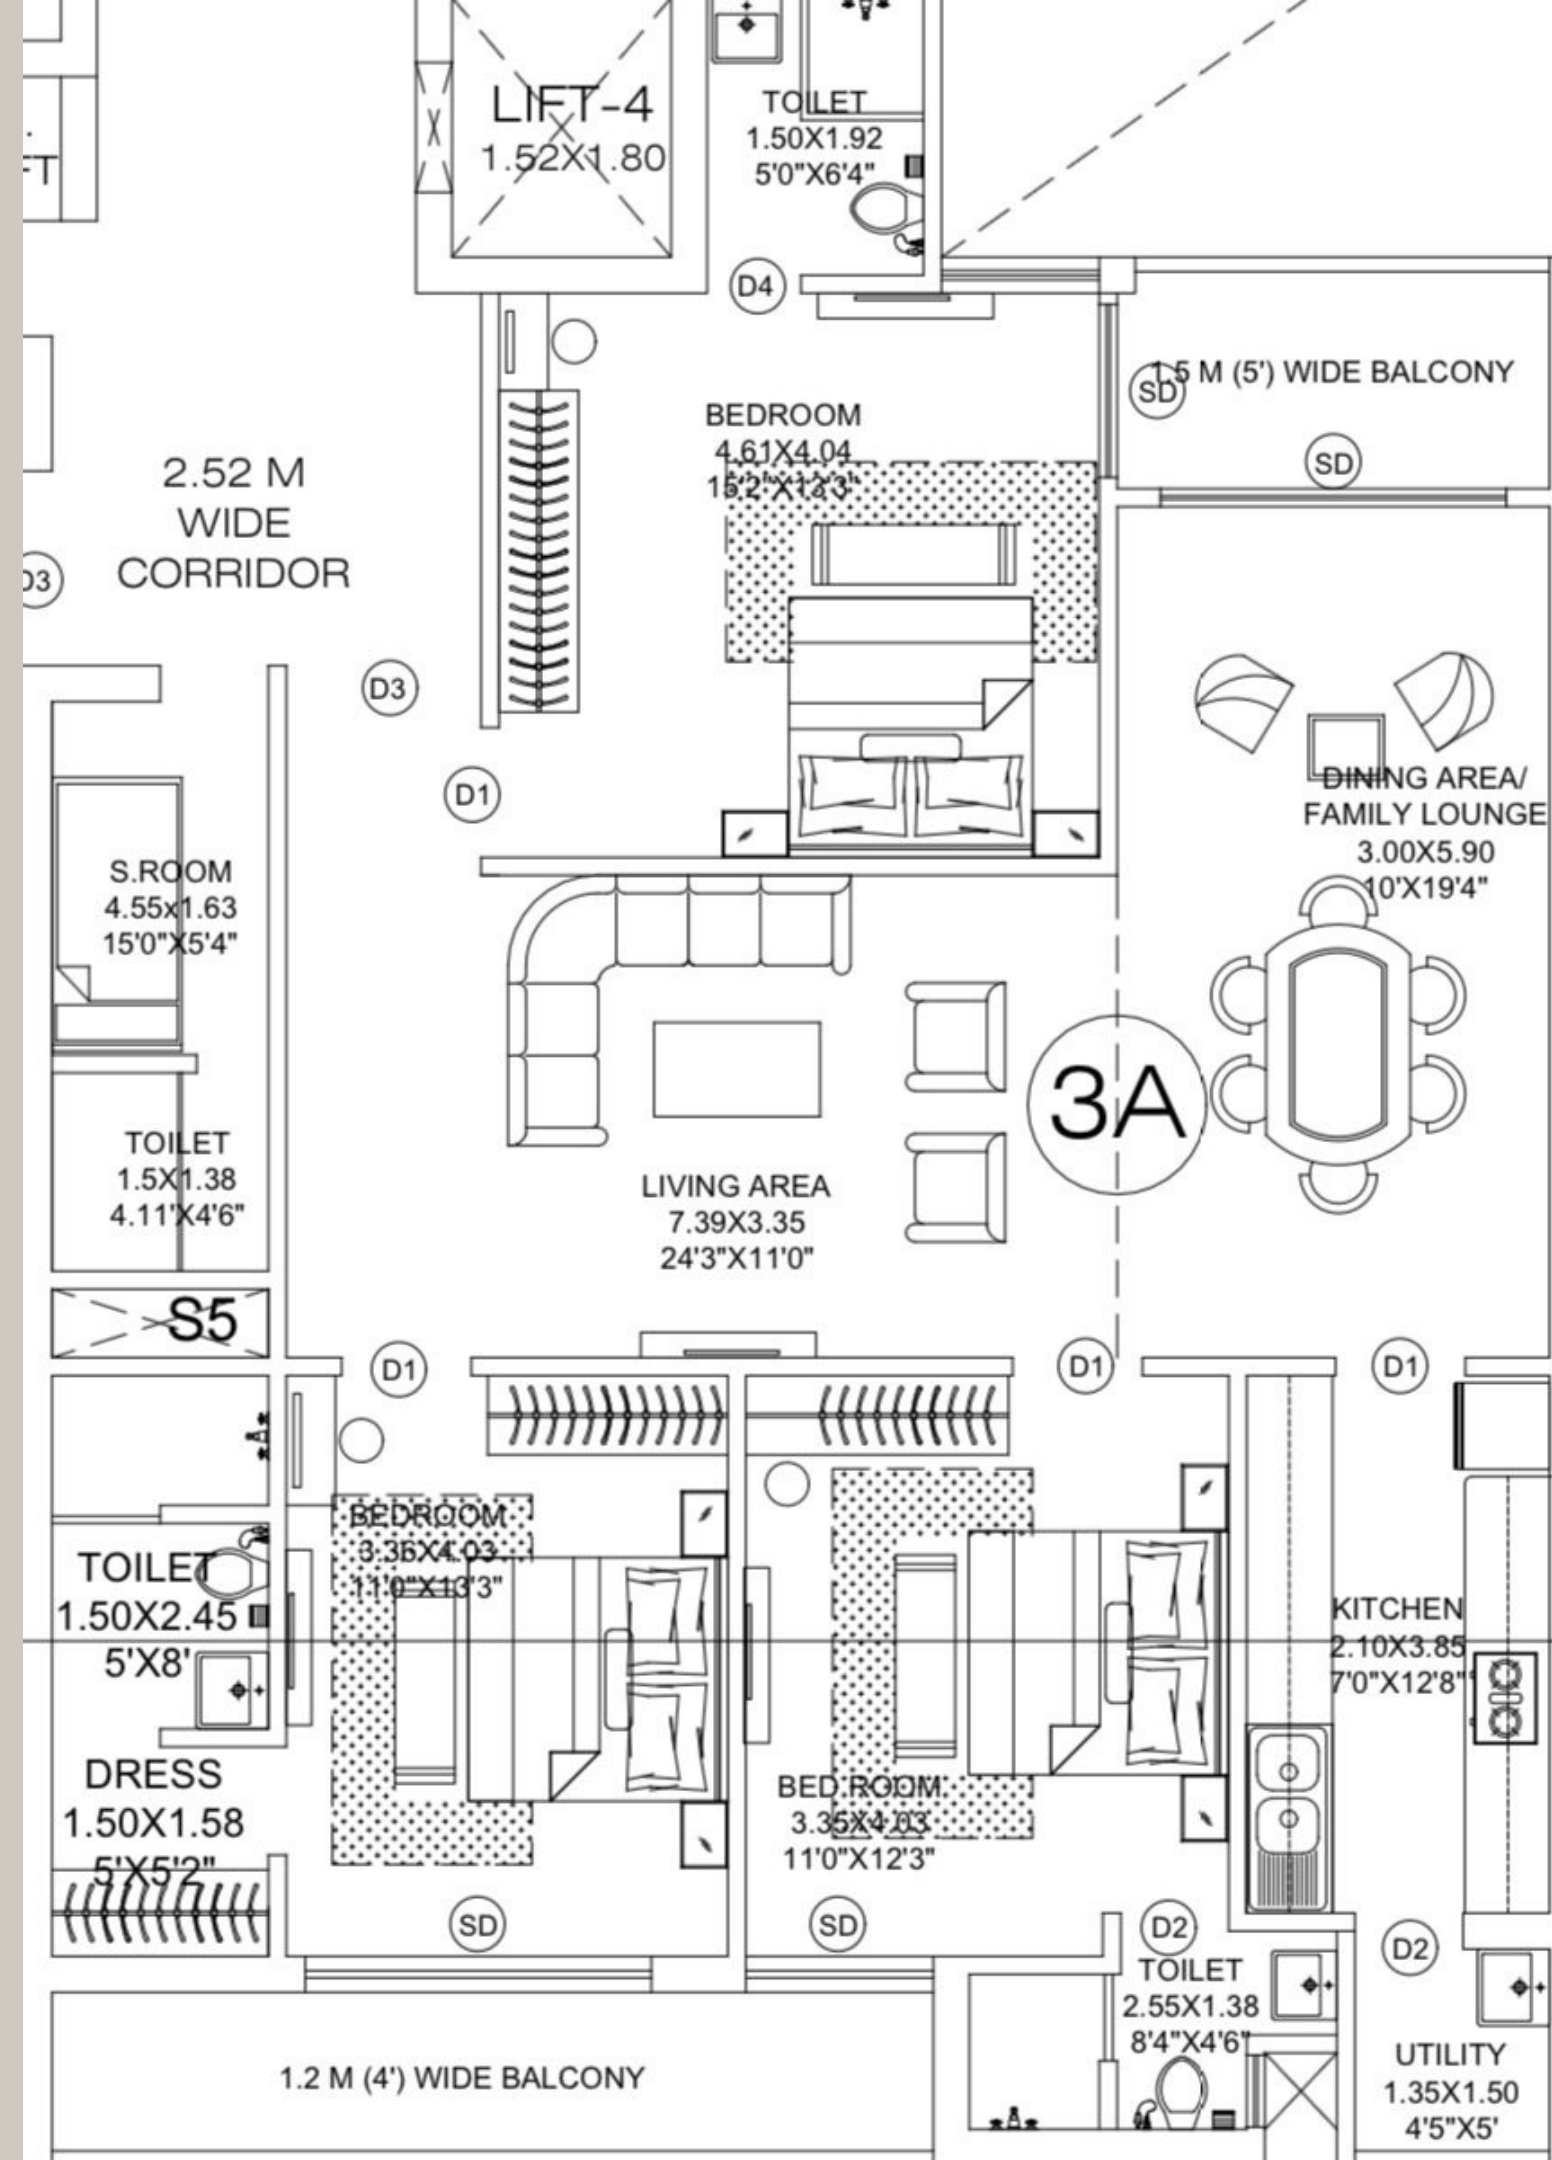 LIFT-4
1.52X1.80
TOILET
1.50X1.92
5'0"X6'4"
D4
1.5 M (5') WIDE BALCONY
SD
SD
BEDROOM
4.61X4.04
15'2"X13'3"
2.52 M
WIDE
CORRIDOR
D3
D3
D1
DINING AREA/
FAMILY LOUNGE
3.00X5.90
10'X19'4"
S.ROOM
4.55x1.63
15'0"X5'4"
3A
TOILET
1.5X1.38
4.11'X4'6"
LIVING AREA
7.39X3.35
24'3"X11'0"
S5
D1
D1
D1
BEDROOM
3.36X4.03
11'0"X13'3"
TOILET
1.50X2.45
5'X8'
KITCHEN
2.10X3.85
7'0"X12'8"
DRESS
1.50X1.58
5'X5'2"
BED ROOM
3.35X4.03
11'0"X12'3"
SD
SD
D2
D2
TOILET
2.55X1.38
8'4"X4'6"
UTILITY
1.35X1.50
4'5"X5'
1.2 M (4') WIDE BALCONY